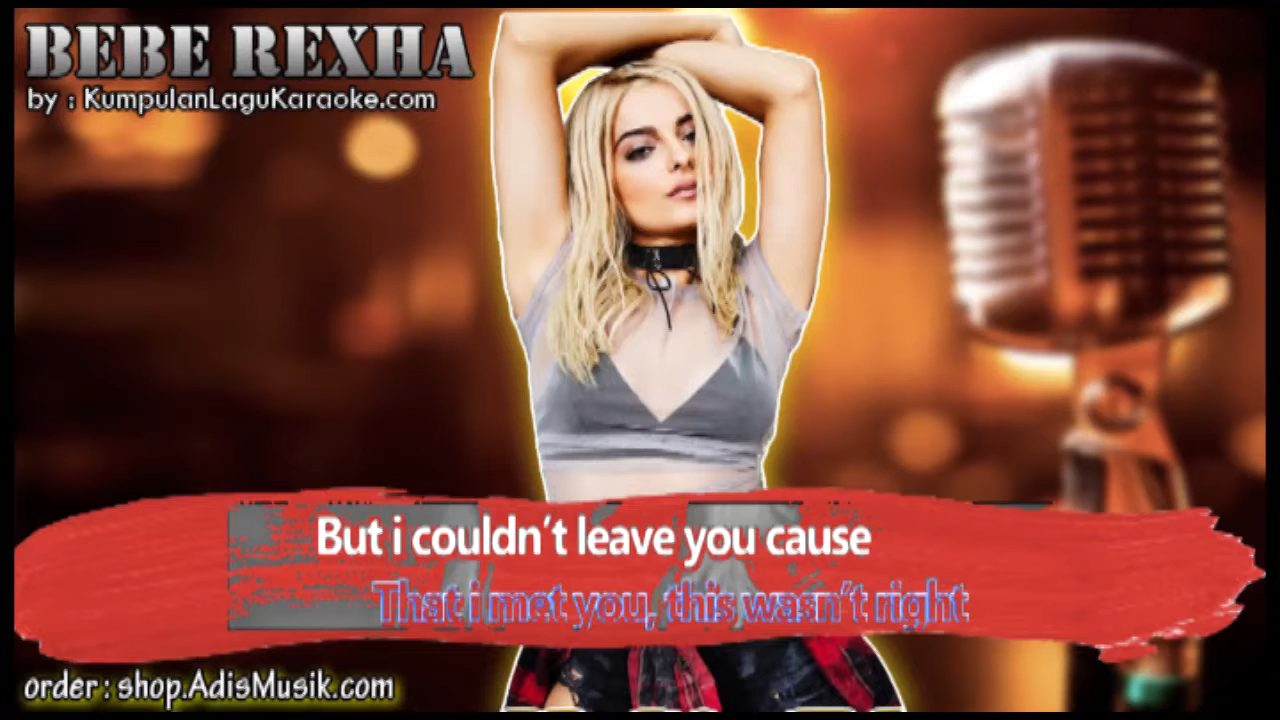 BEBE REXHA
by : KumpulanLaguKaraoke.com
But i couldn't leave you cause
That i met you, this wasn't right
order : shop.AdisMusik.com